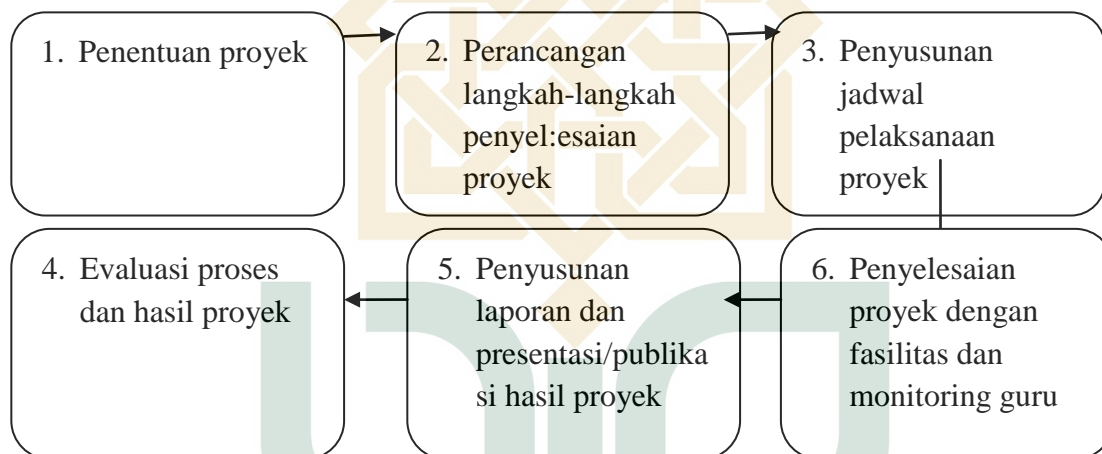 1. Penentuan proyek
2. Perancangan
langkah-langkah
penyel:esaian
proyek
3. Penyusunan
jadwal
pelaksanaan
proyek
4. Evaluasi proses
dan hasil proyek
5. Penyusunan
laporan dan
presentasi/publika
si hasil proyek
6. Penyelesaian
proyek dengan
fasilitas dan
monitoring guru